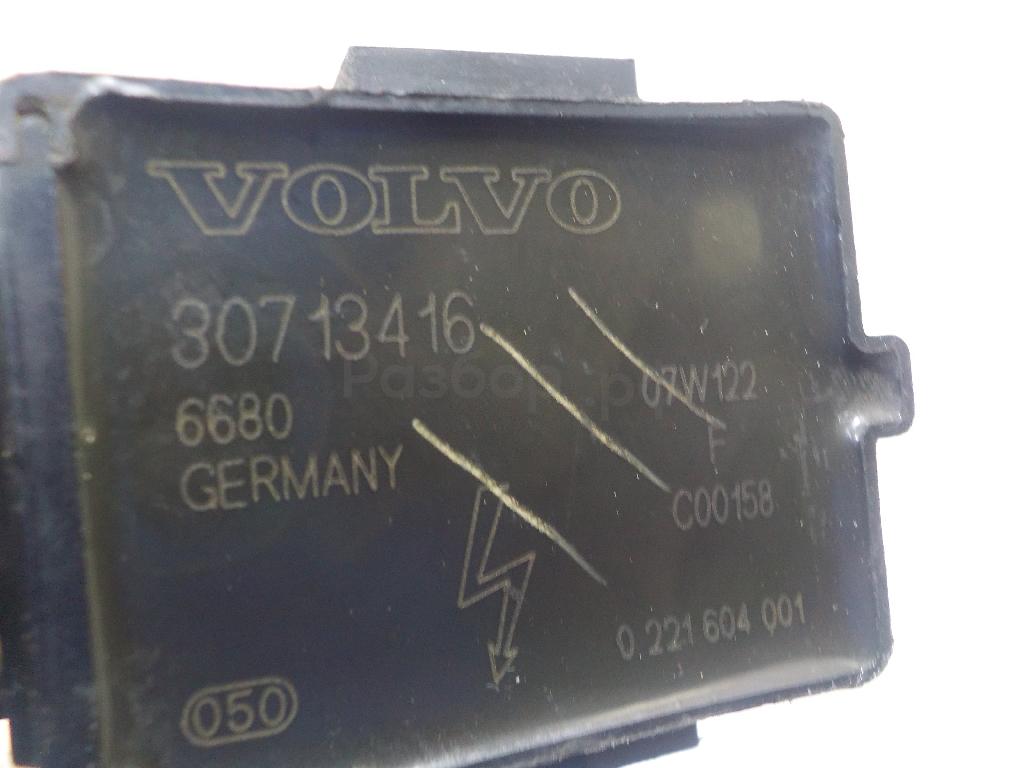 VOLVO
30713416
07W122
6680
F
GERMANY
C00158
0 221 604 001
050